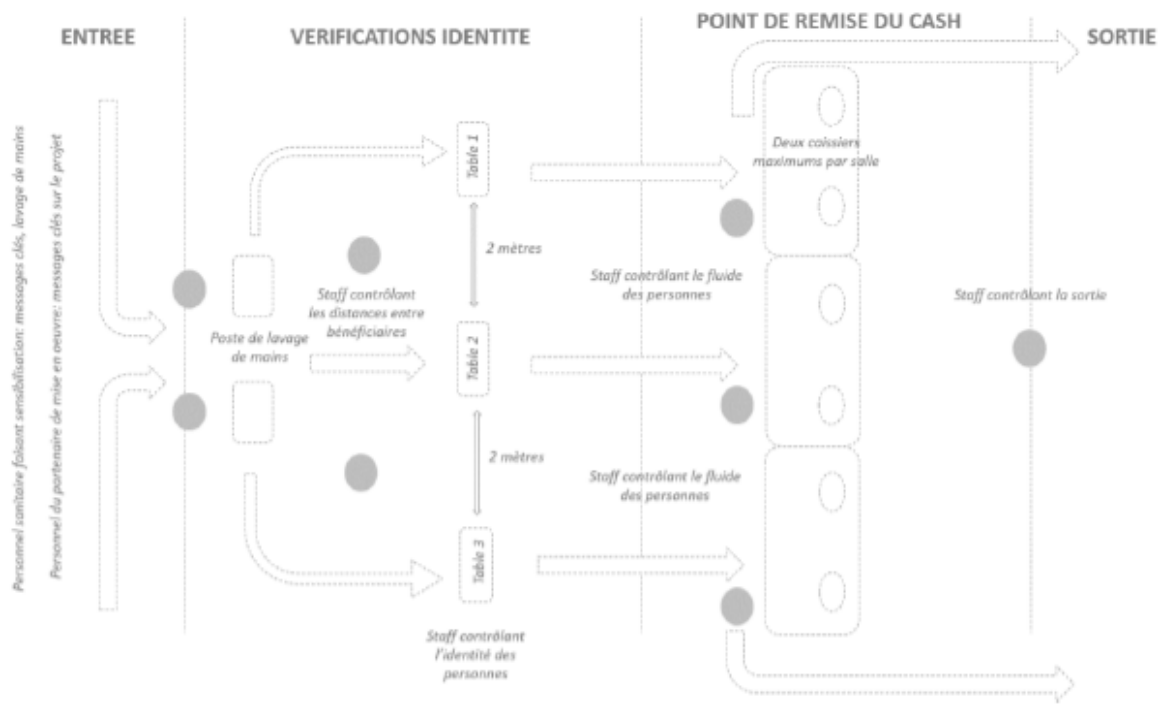 ENTREE
VERIFICATIONS IDENTITE
POINT DE REMISE DU CASH
SORTIE
Personnel sanitaire faisant sensibilisation: messages clés, lavage de mains
Personnel du partenaire de mise en oeuvre: messages clés sur le projet
Poste de lavage
de mains
Staff contrôlant
les distances entre
bénéficiaires
Table 1
2 mètres
Table 2
2 mètres
Table 3
Staff contrôlant
l'identité des
personnes
Deux caissiers
maximums par salle
Staff contrôlant le fluide
des personnes
Staff contrôlant le fluide
des personnes
Staff contrôlant la sortie